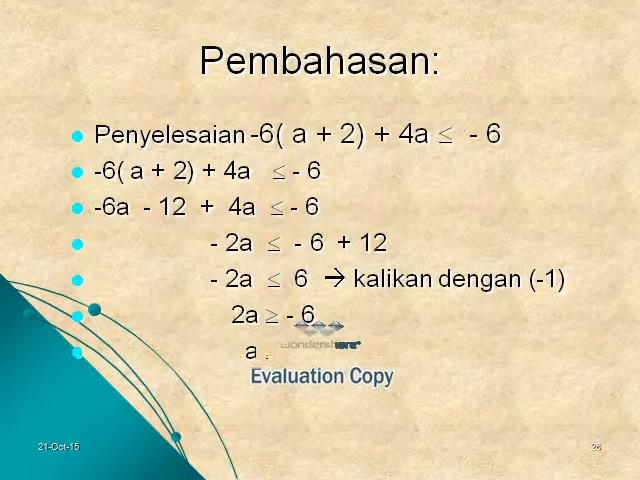 Pembahasan:
Penyelesaian -6( a + 2) + 4a ≤ - 6
-6( a + 2) + 4a ≤ - 6
-6a - 12 + 4a ≤ - 6
- 2a ≤ - 6 + 12
- 2a ≤ 6 → kalikan dengan (-1)
2a ≥ - 6
a
wondershare
Evaluation Copy
21-Oct-15
26